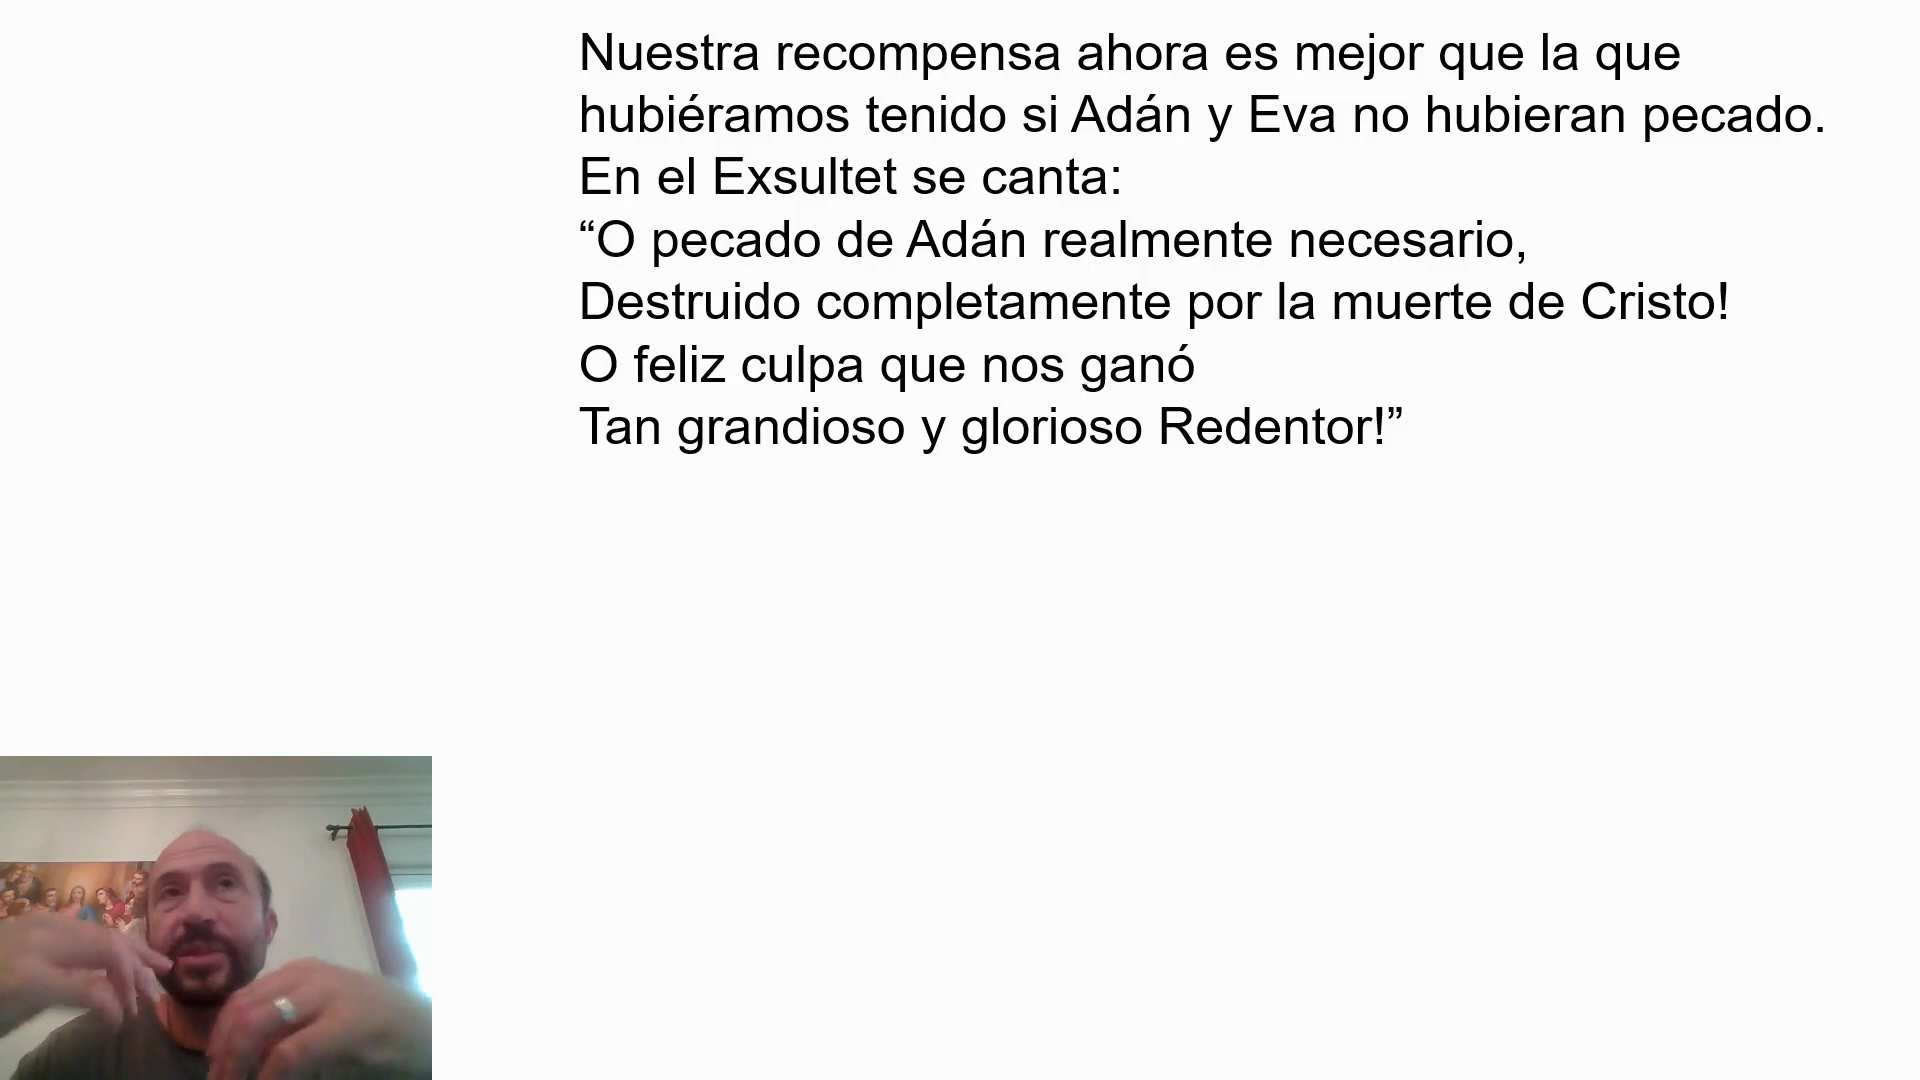 Nuestra recompensa ahora es mejor que la que
hubiéramos tenido si Adán y Eva no hubieran pecado.
En el Exsultet se canta:
“O pecado de Adán realmente necesario,
Destruido completamente por la muerte de Cristo!
O feliz culpa que nos ganó
Tan grandioso y glorioso Redentor!”